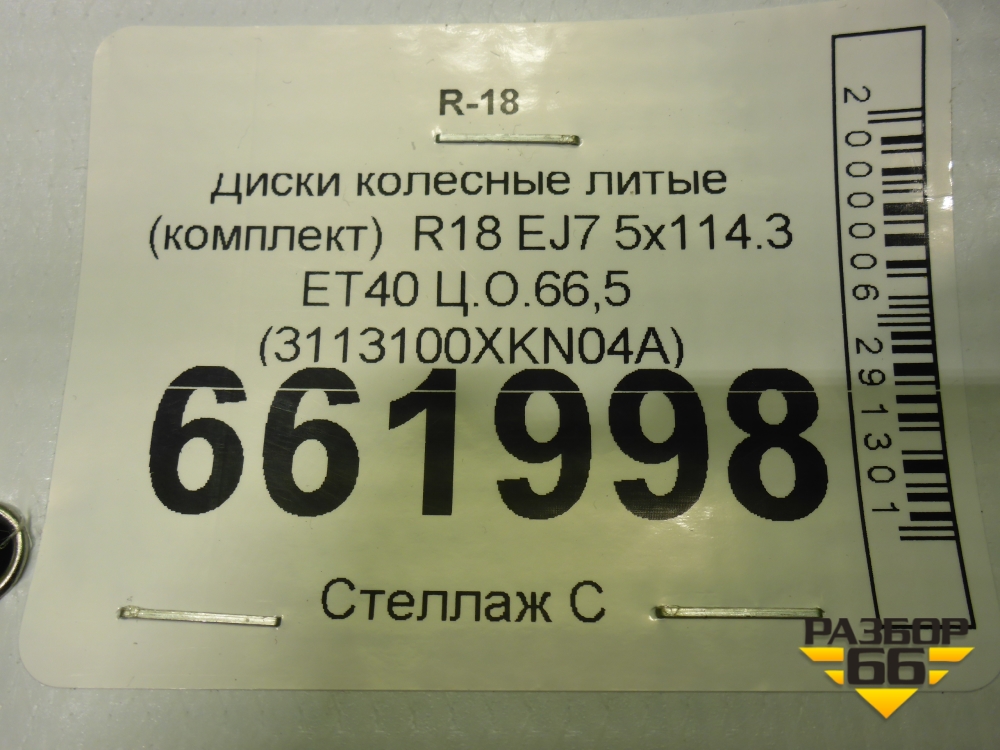 R-18
диски колесные литые
(комплект) R18 EJ7 5x114.3
ET40 Ц.О.66,5
(3113100XKN04A)
661998
Стеллаж С
2000006291301
РАЗБОР
66